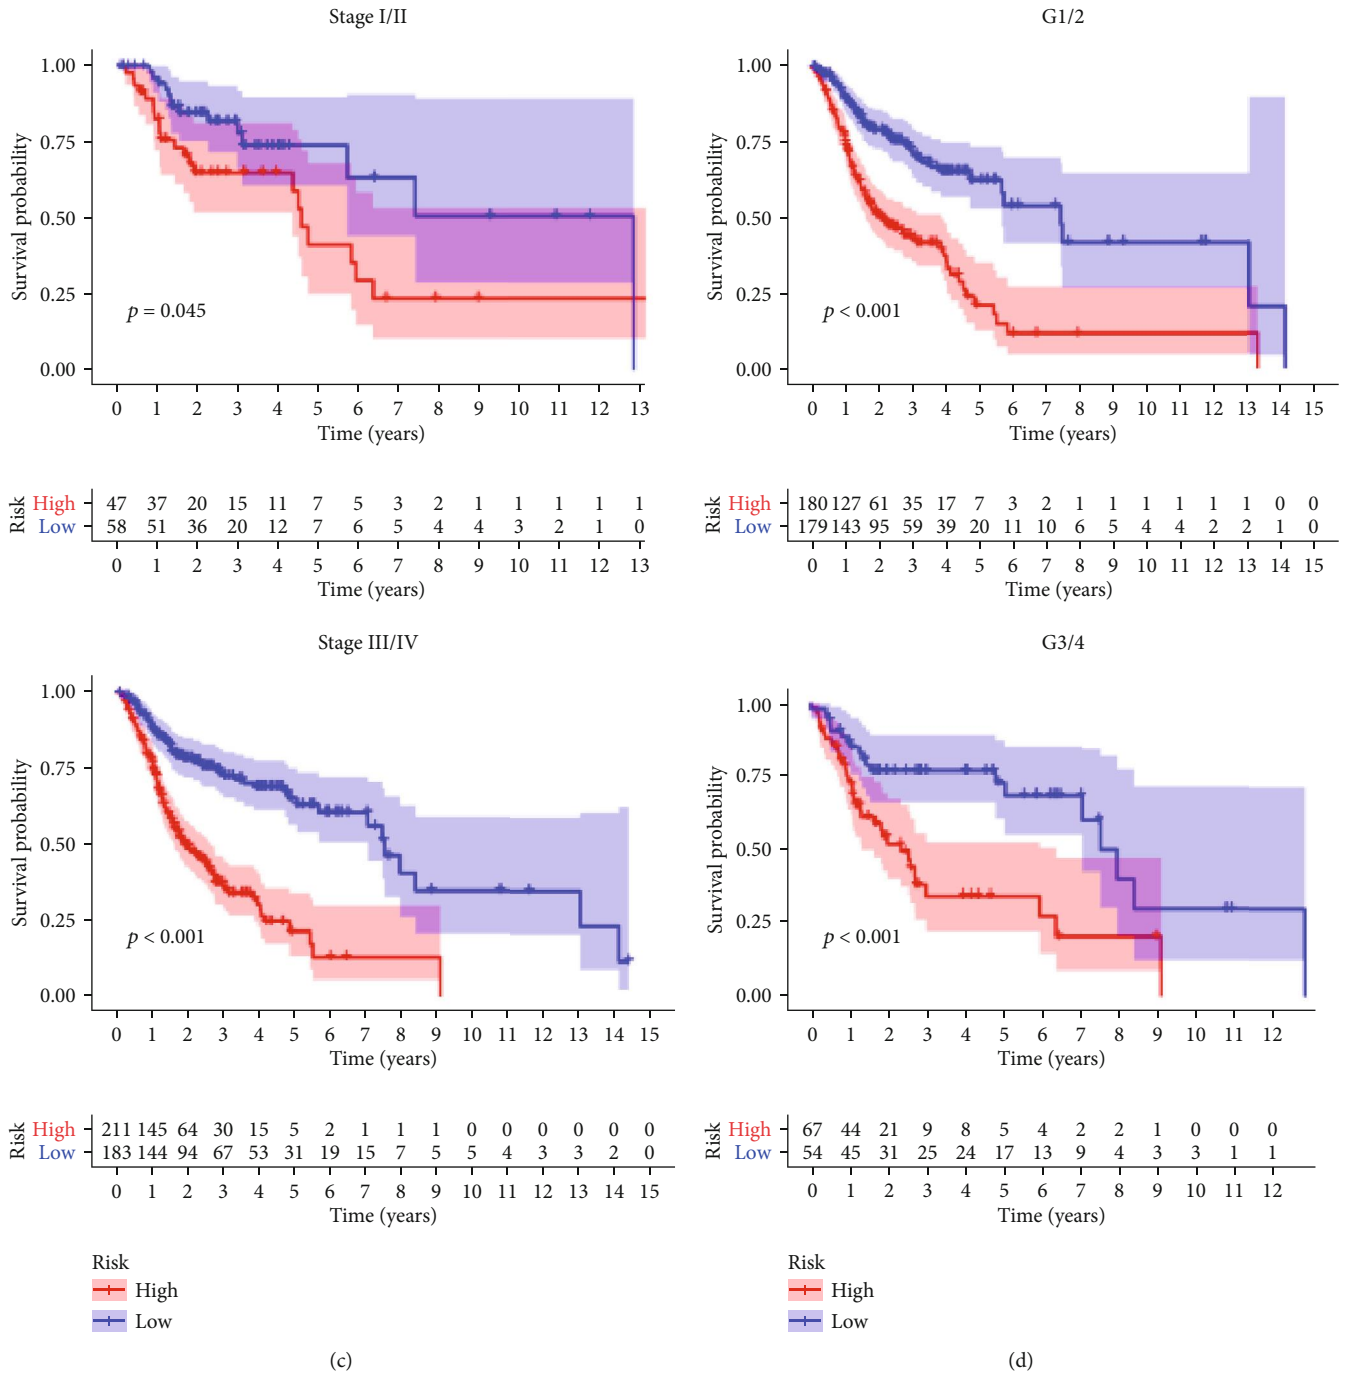 Stage I/II
Survival probability
1.00
0.75
0.50
0.25
0.00
p = 0.045
0 1 2 3 4 5 6 7 8 9 10 11 12 13
Time (years)
Risk
High 47 37 20 15 11 7 5 3 2 1 1 1 1 1
Low 58 51 36 20 12 7 6 5 4 4 3 2 1 0
0 1 2 3 4 5 6 7 8 9 10 11 12 13
Time (years)
G1/2
Survival probability
1.00
0.75
0.50
0.25
0.00
p < 0.001
0 1 2 3 4 5 6 7 8 9 10 11 12 13 14 15
Time (years)
Risk
High 180 127 61 35 17 7 3 2 1 1 1 1 1 1 0 0
Low 179 143 95 59 39 20 11 10 6 5 4 4 2 2 1 0
0 1 2 3 4 5 6 7 8 9 10 11 12 13 14 15
Time (years)
Stage III/IV
Survival probability
1.00
0.75
0.50
0.25
0.00
p < 0.001
0 1 2 3 4 5 6 7 8 9 10 11 12 13 14 15
Time (years)
Risk
High 211 145 64 30 15 5 2 1 1 1 0 0 0 0 0 0
Low 183 144 94 67 53 31 19 15 7 5 5 4 3 3 2 0
0 1 2 3 4 5 6 7 8 9 10 11 12 13 14 15
Time (years)
Risk
High
Low
(c)
G3/4
Survival probability
1.00
0.75
0.50
0.25
0.00
p < 0.001
0 1 2 3 4 5 6 7 8 9 10 11 12
Time (years)
Risk
High 67 44 21 9 8 5 4 2 2 1 0 0 0
Low 54 45 31 25 24 17 13 9 4 3 3 1 1
0 1 2 3 4 5 6 7 8 9 10 11 12
Time (years)
Risk
High
Low
(d)